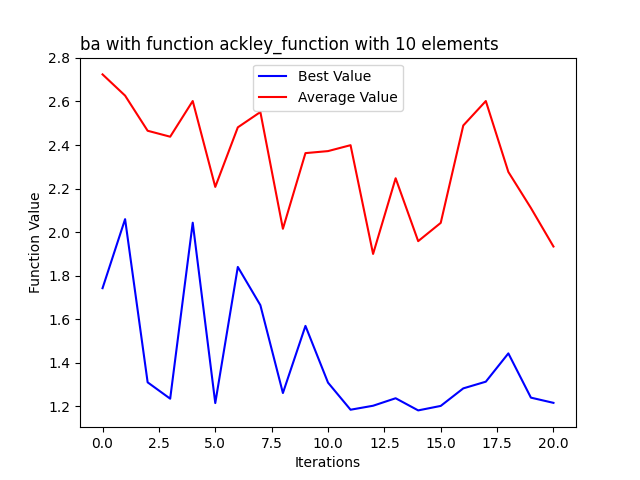 ba with function ackley_function with 10 elements
Best Value
Average Value
Function Value
2.8
2.6
2.4
2.2
2.0
1.8
1.6
1.4
1.2
0.0 2.5 5.0 7.5 10.0 12.5 15.0 17.5 20.0
Iterations